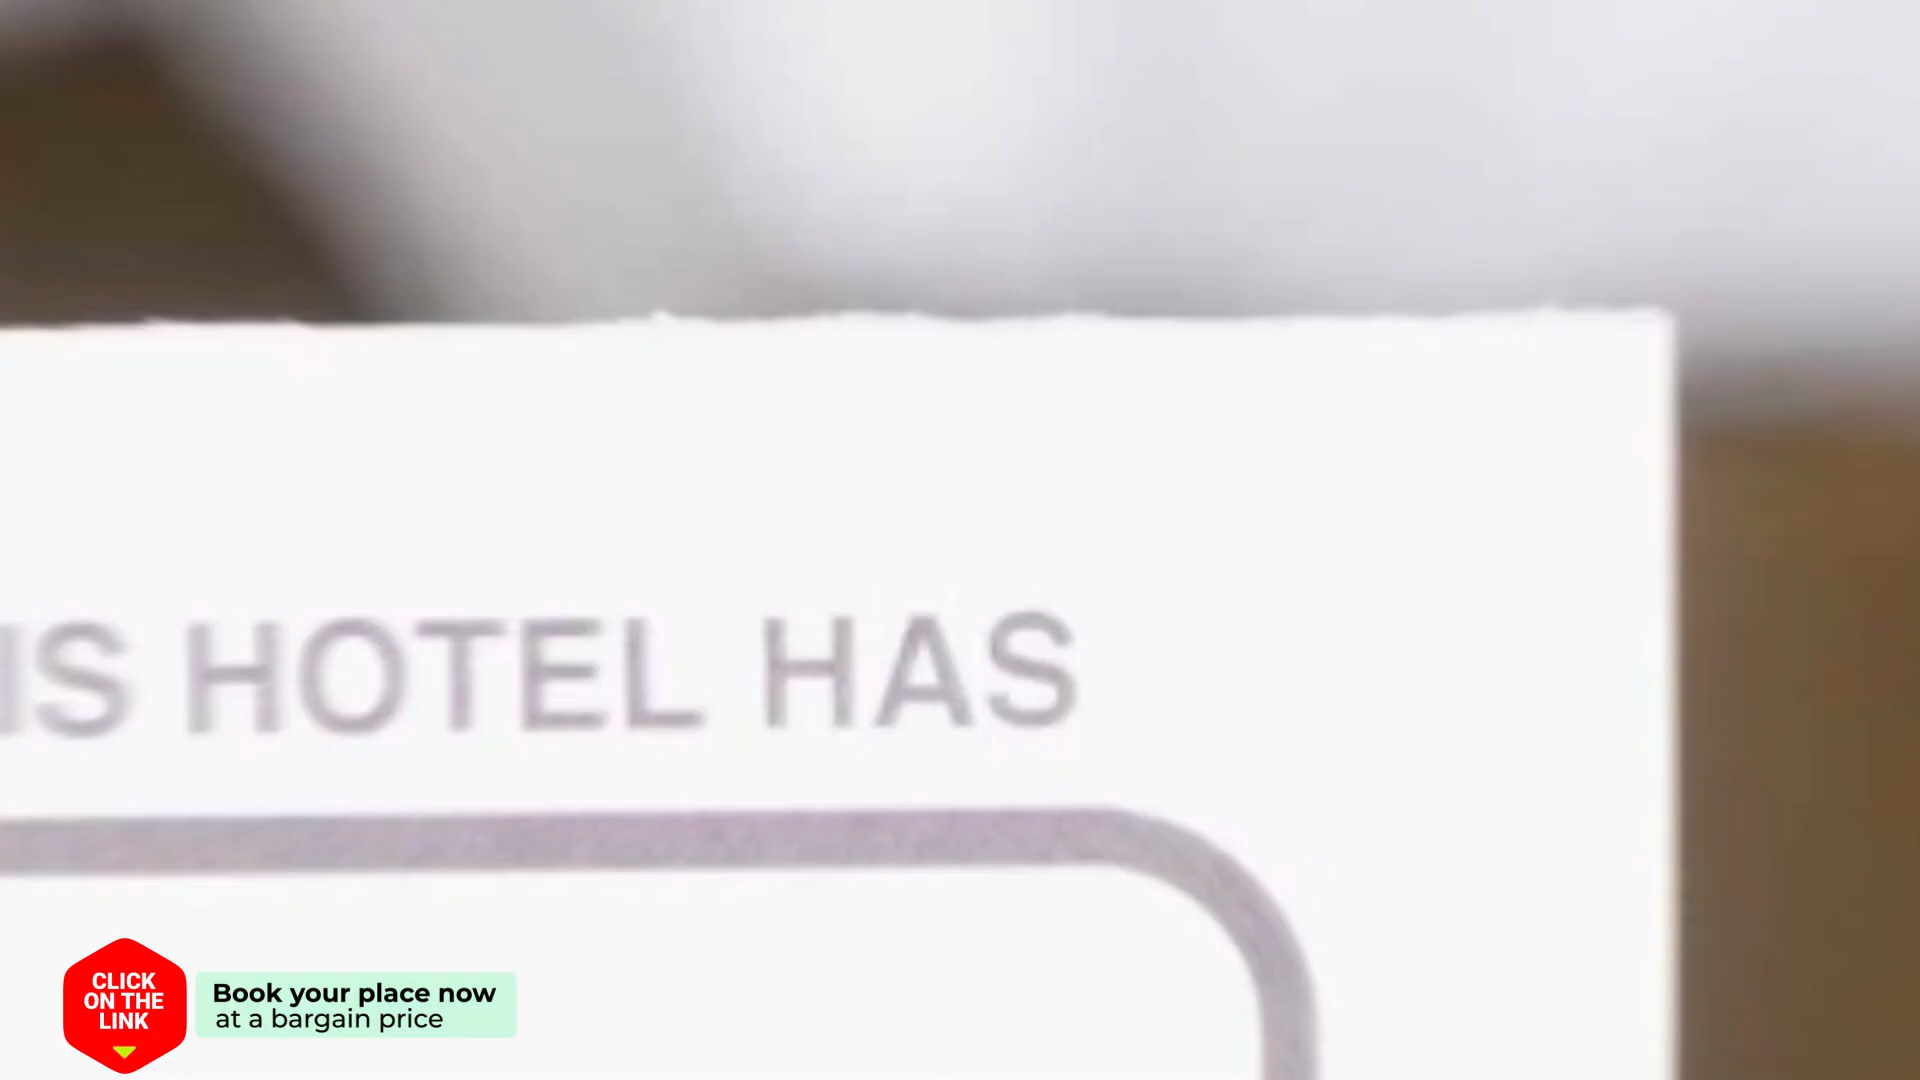 IS HOTEL HAS
CLICK
ON THE
LINK
Book your place now
at a bargain price